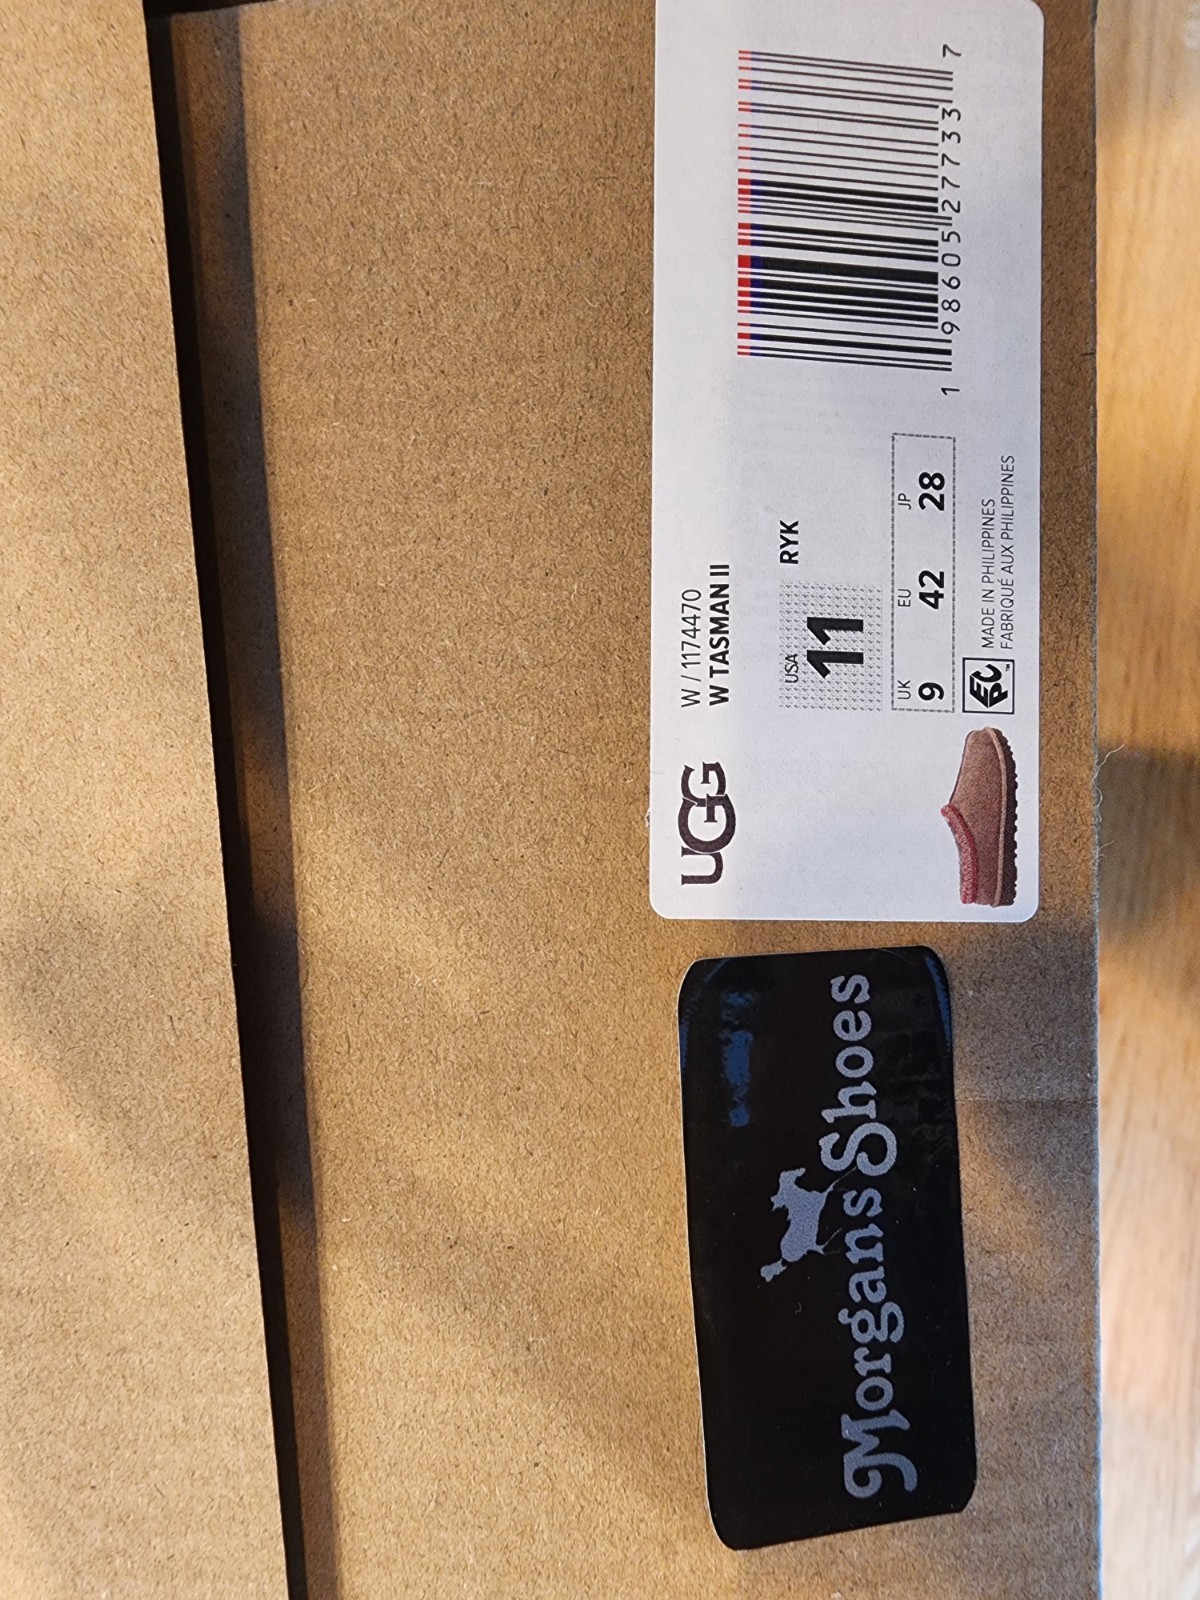 UGG
W / 1174470
W TASMAN II
USA
11
RYK
UK EU JP
9 42 28
MADE IN PHILIPPINES
FABRIQUÉ AUX PHILIPPINES
1 98605 27733 7
Morgans Shoes